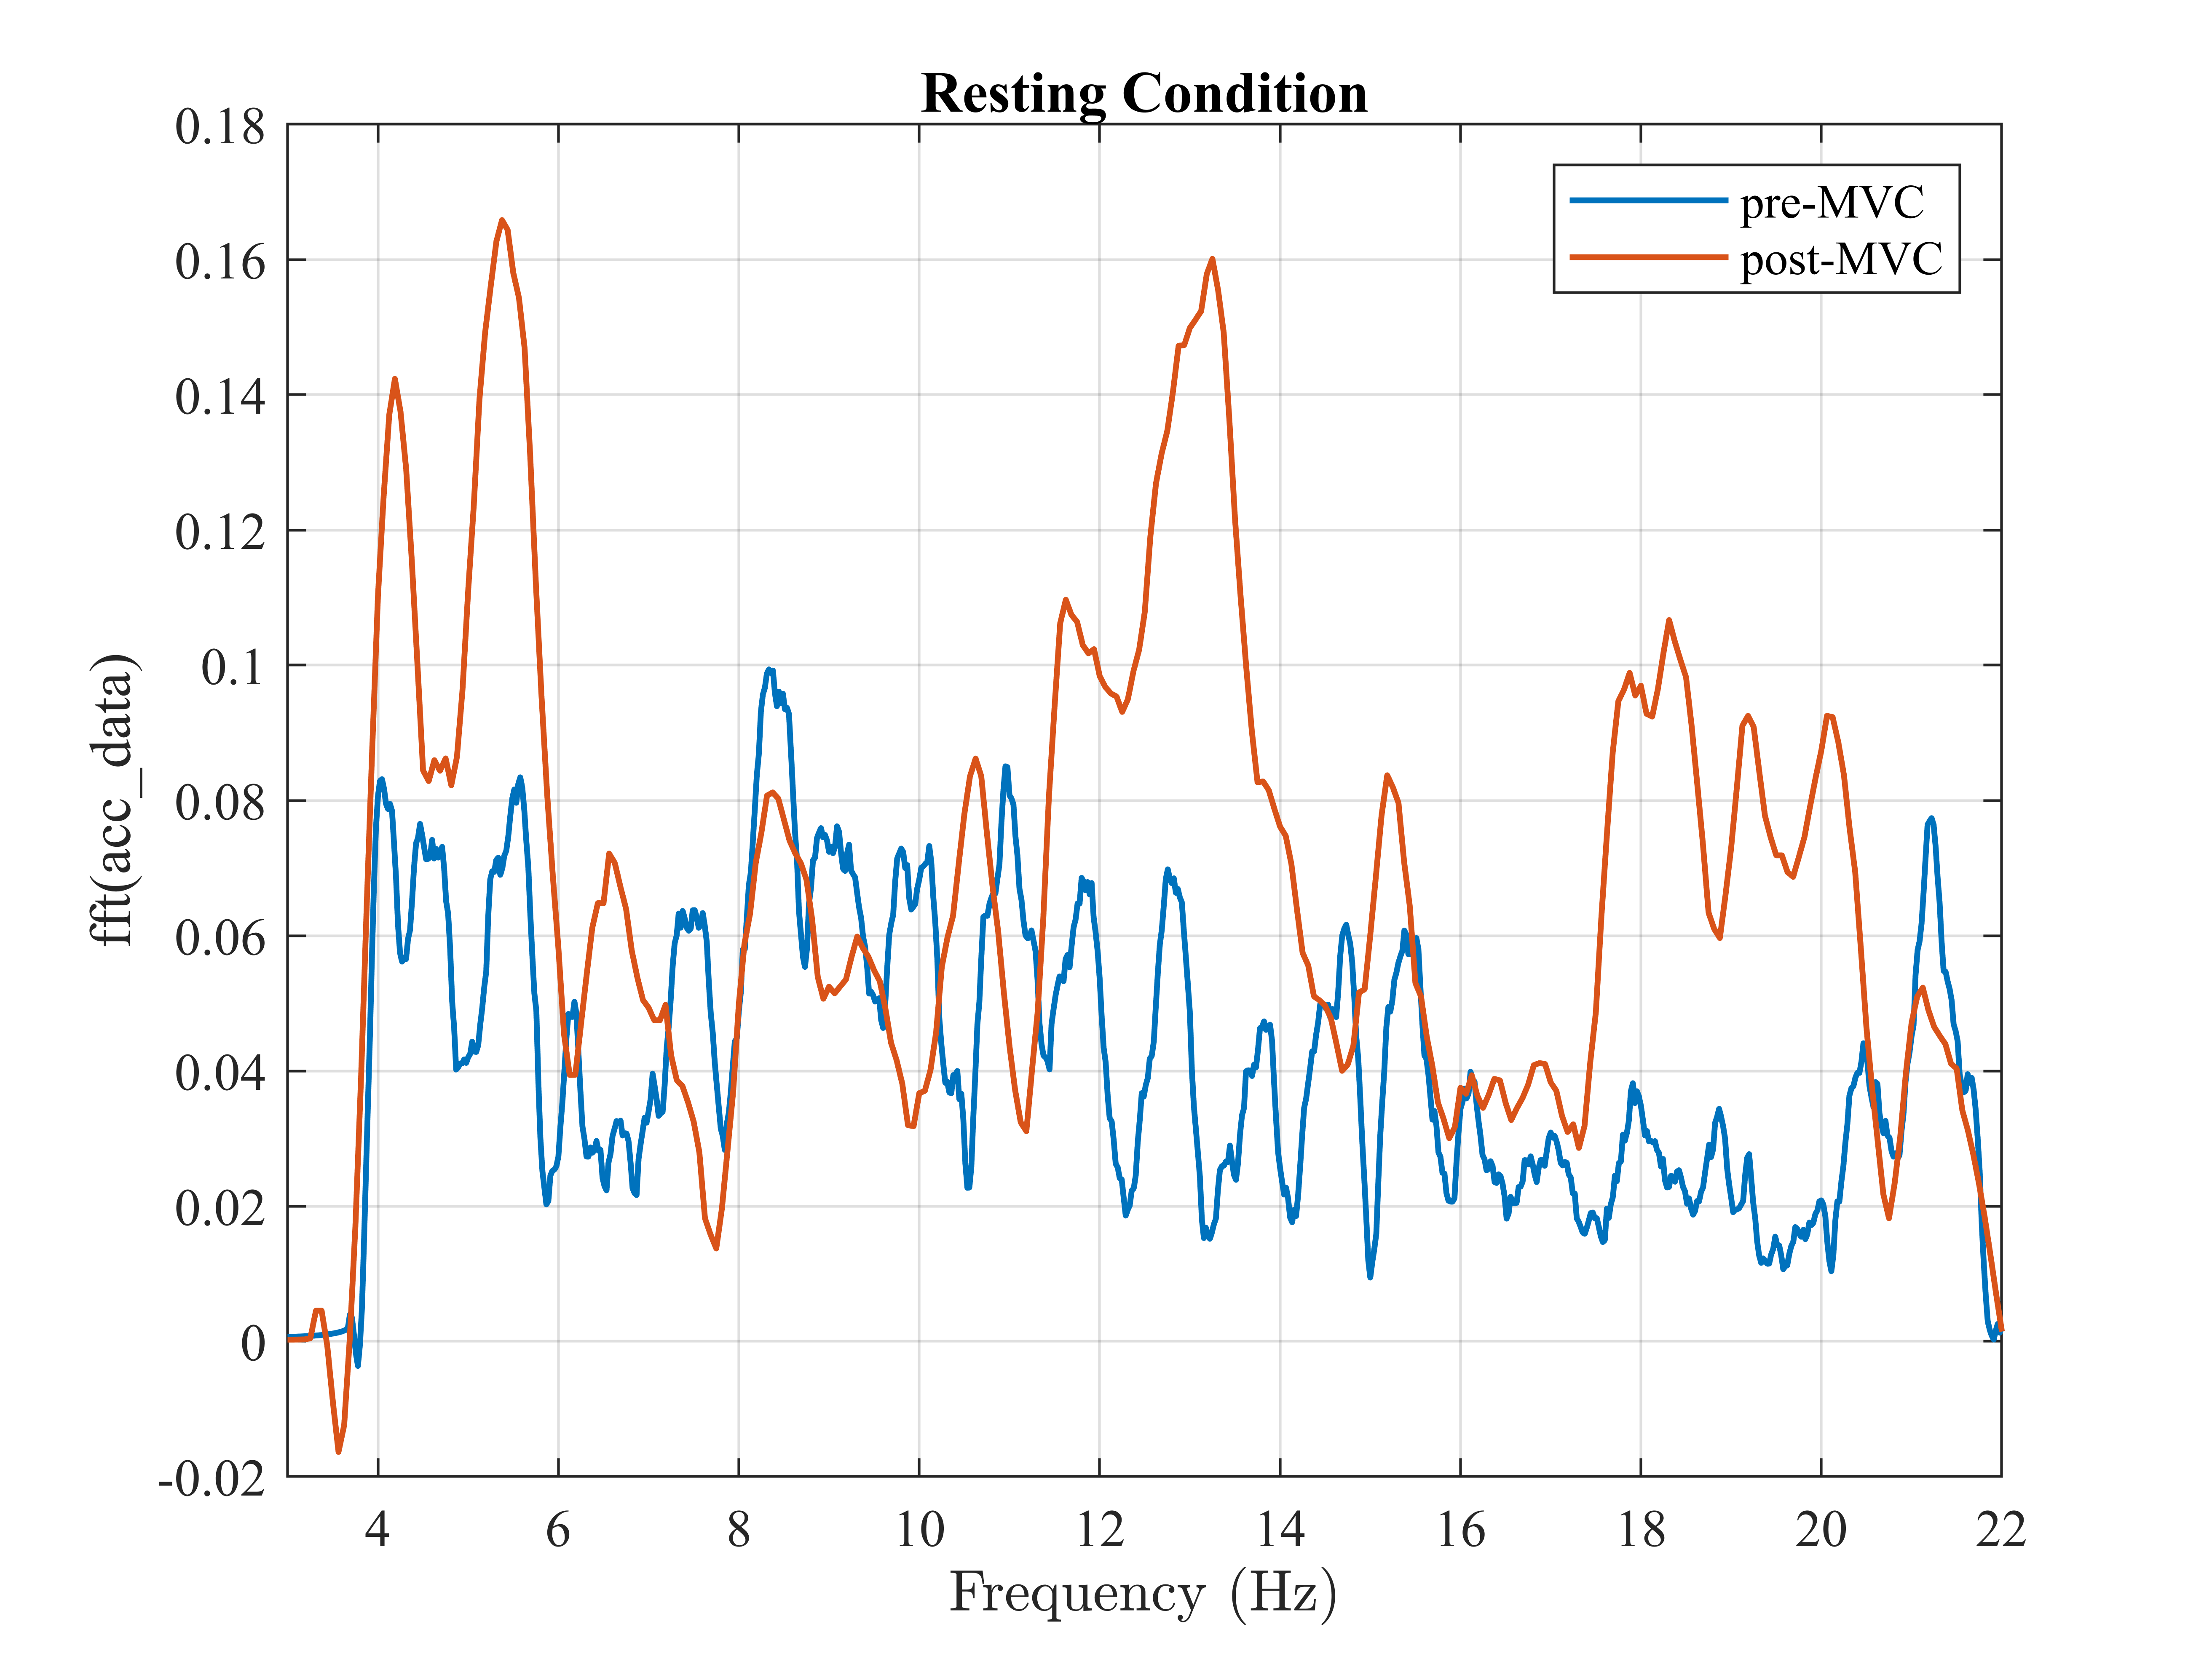 Resting Condition
0.18
0.16
0.14
0.12
0.1
0.08
0.06
0.04
0.02
0
-0.02
fft(acc_data)
pre-MVC
post-MVC
4 6 8 10 12 14 16 18 20 22
Frequency (Hz)